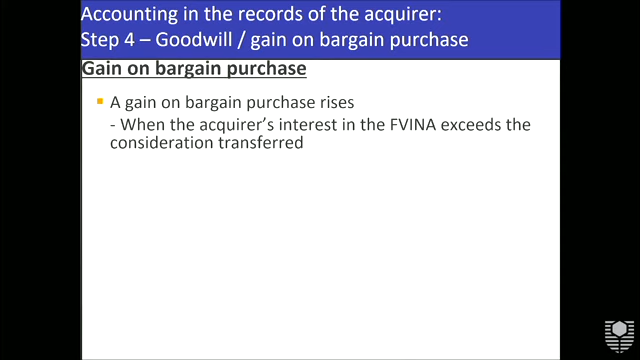 Accounting in the records of the acquirer:
Step 4 – Goodwill / gain on bargain purchase
Gain on bargain purchase
▪ A gain on bargain purchase rises
- When the acquirer's interest in the FVINA exceeds the
consideration transferred